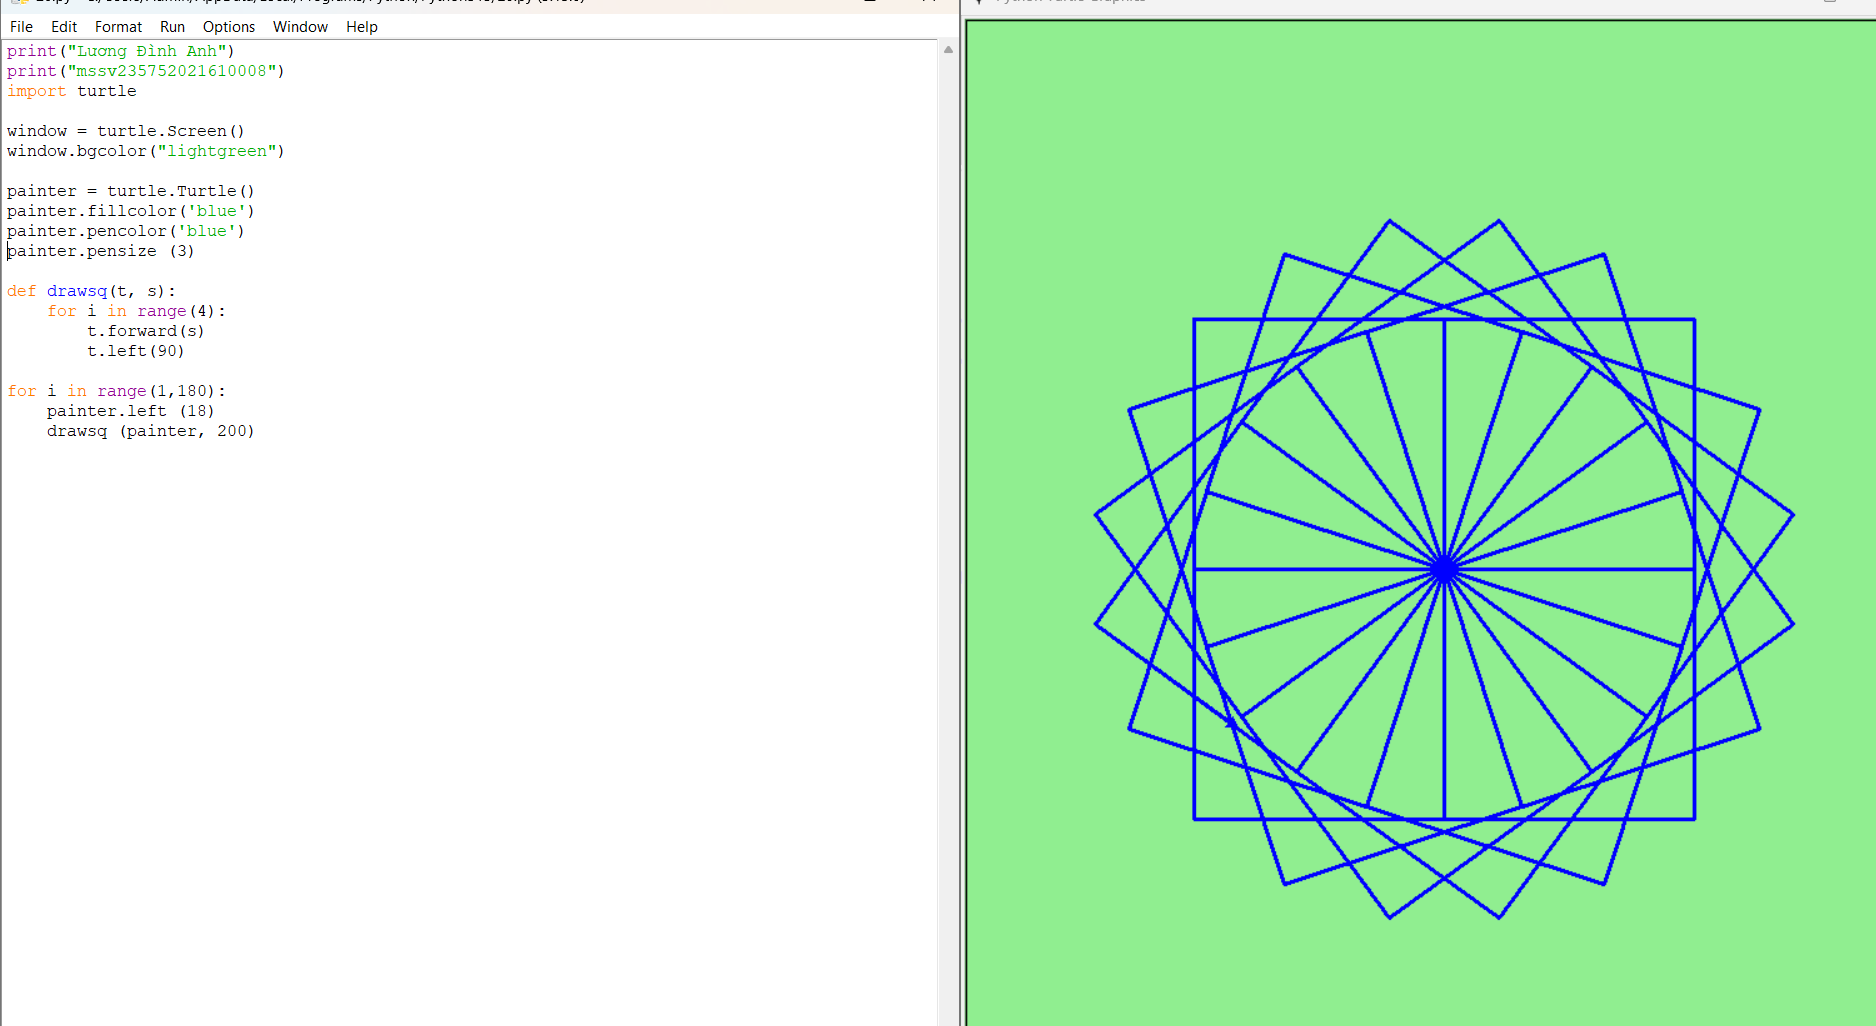 File Edit Format Run Options Window Help
print("Lương Đình Anh")
print("mssv235752021610008")
import turtle
window = turtle.Screen()
window.bgcolor("lightgreen")
painter = turtle.Turtle()
painter.fillcolor('blue')
painter.pencolor('blue')
painter.pensize (3)
def drawsq(t, s):
    for i in range(4):
        t.forward(s)
        t.left(90)
for i in range(1,180):
    painter.left (18)
    drawsq (painter, 200)